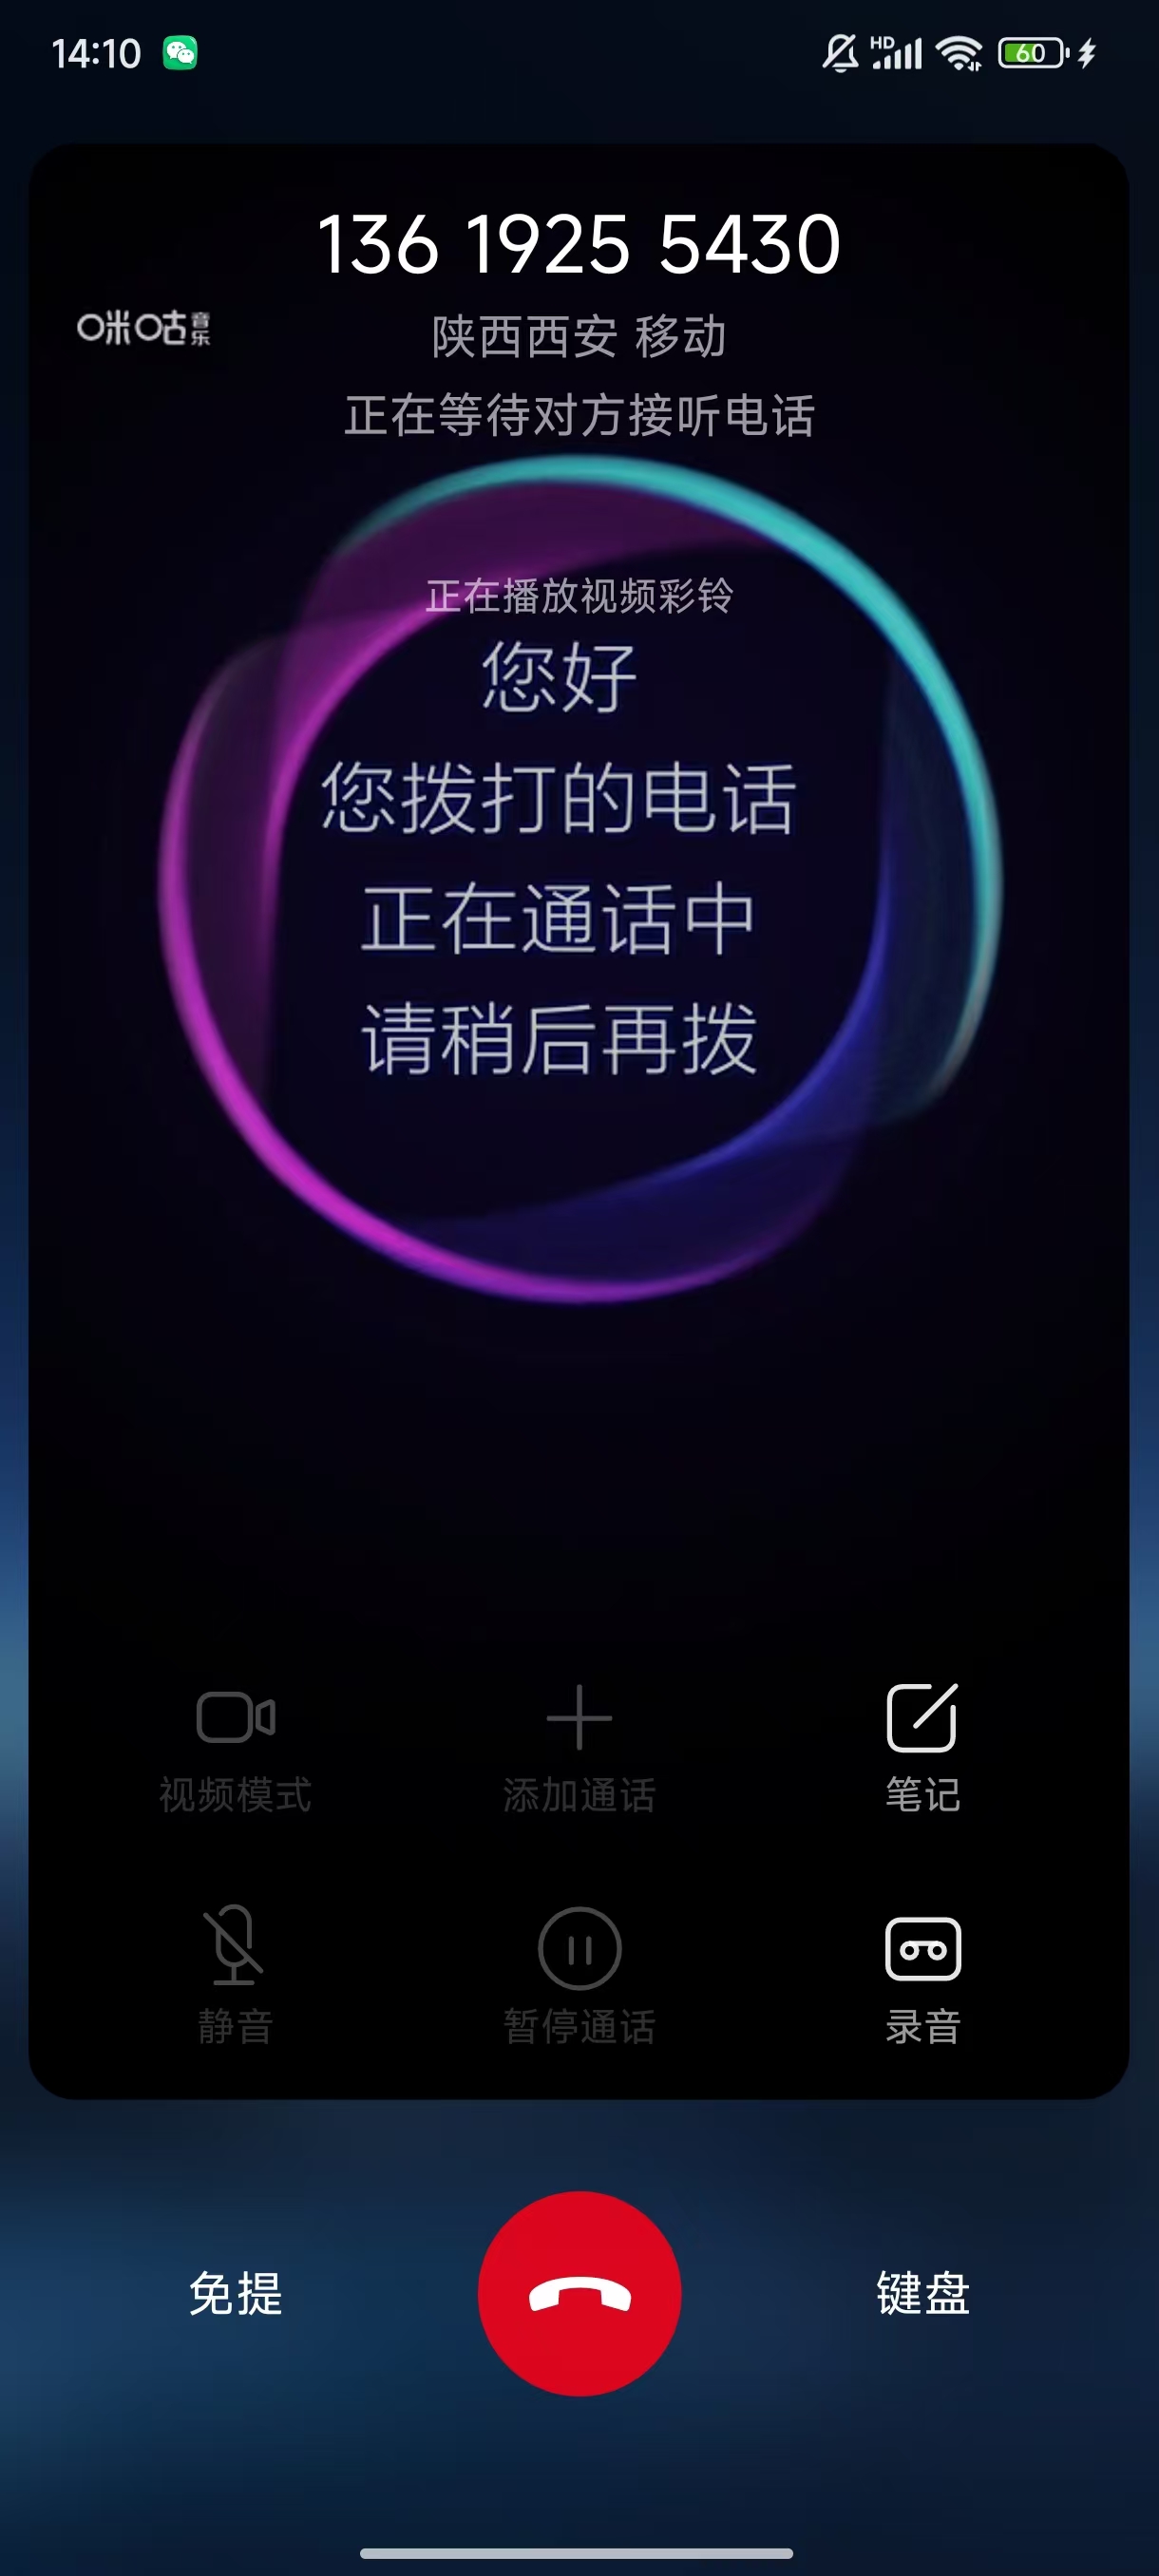 14:10
HD
60
136 1925 5430
咪咕音乐
陕西西安 移动
正在等待对方接听电话
正在播放视频彩铃
您好
您拨打的电话
正在通话中
请稍后再拨
视频模式
添加通话
笔记
静音
暂停通话
录音
免提
键盘